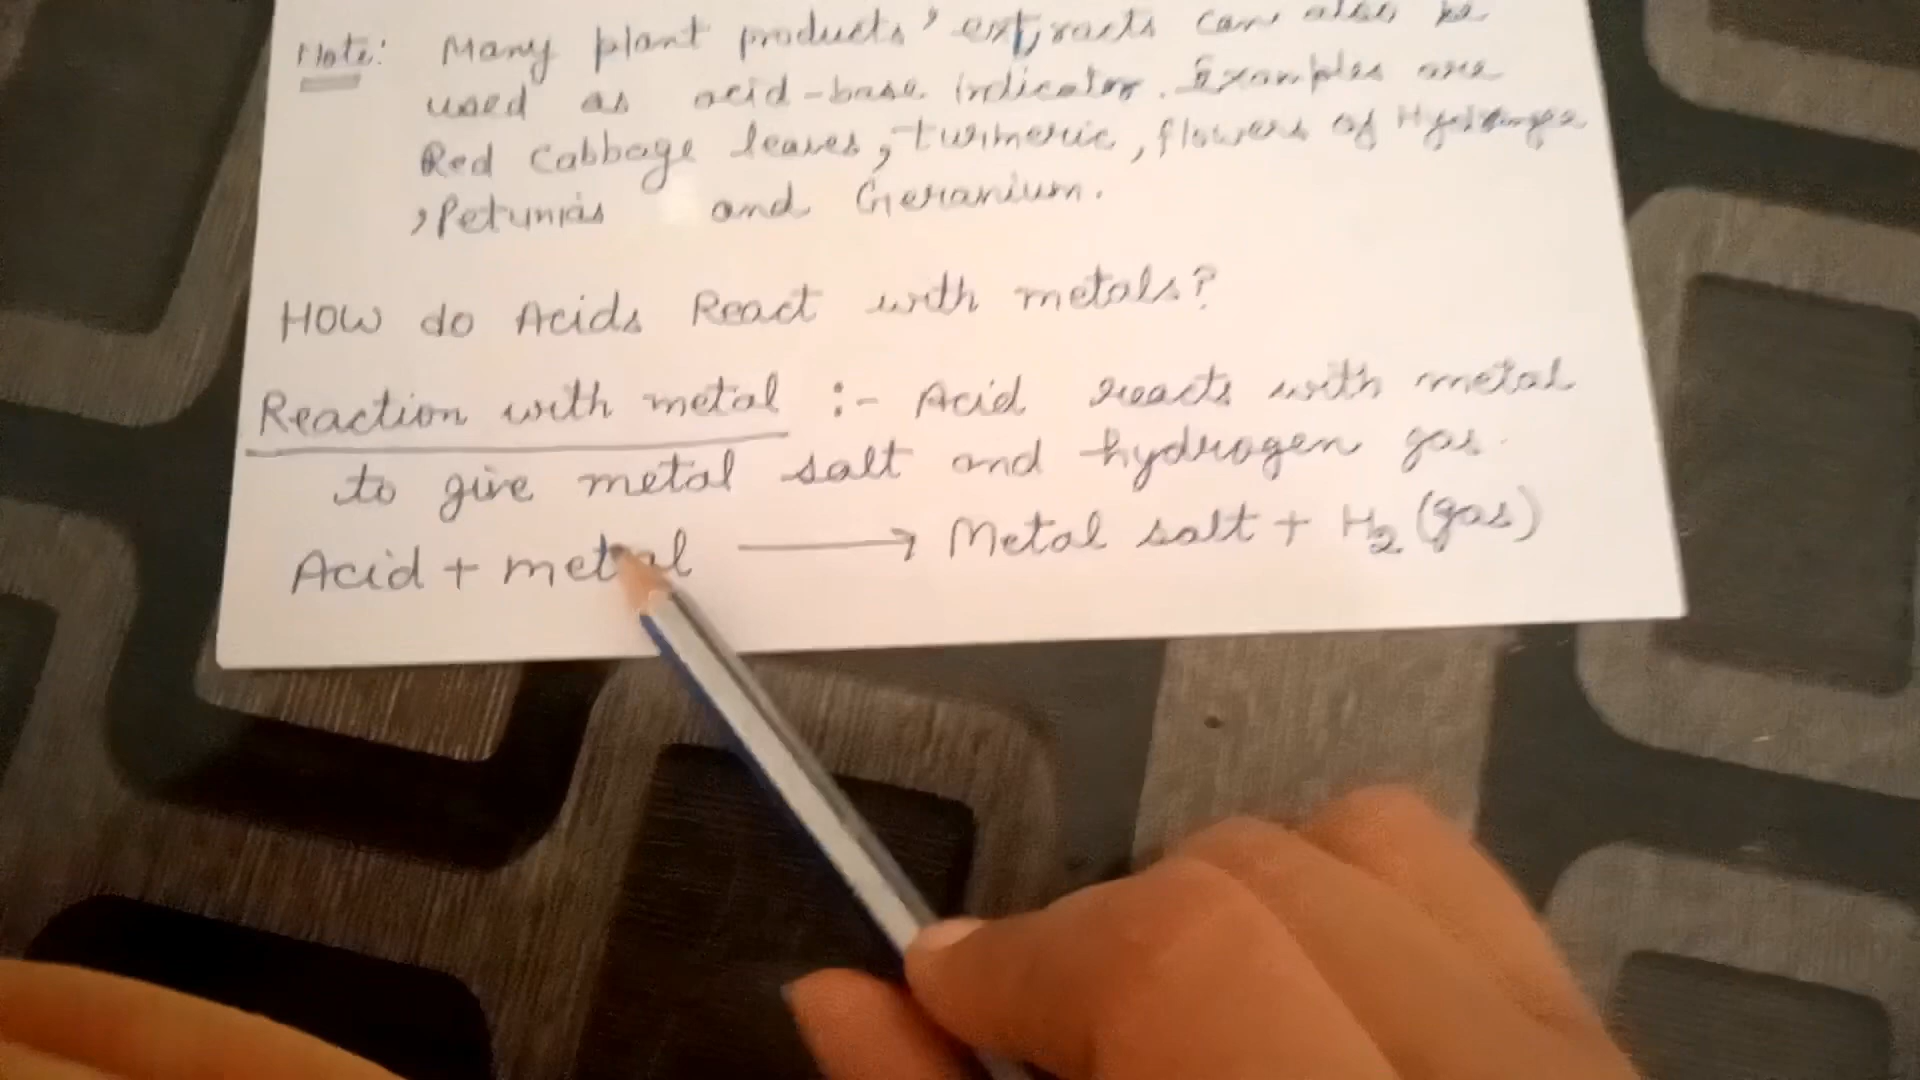 Note: Many plant products' extracts can also be
used as acid-base indicator. Examples are
Red Cabbage leaves, turmeric, flowers of Hydrangea
, Petunias and Geranium.
HOW do Acids React with metals?
Reaction with metal :- Acid reacts with metal
to give metal salt and hydrogen gas.
Acid + metal → Metal salt + H₂ (gas)